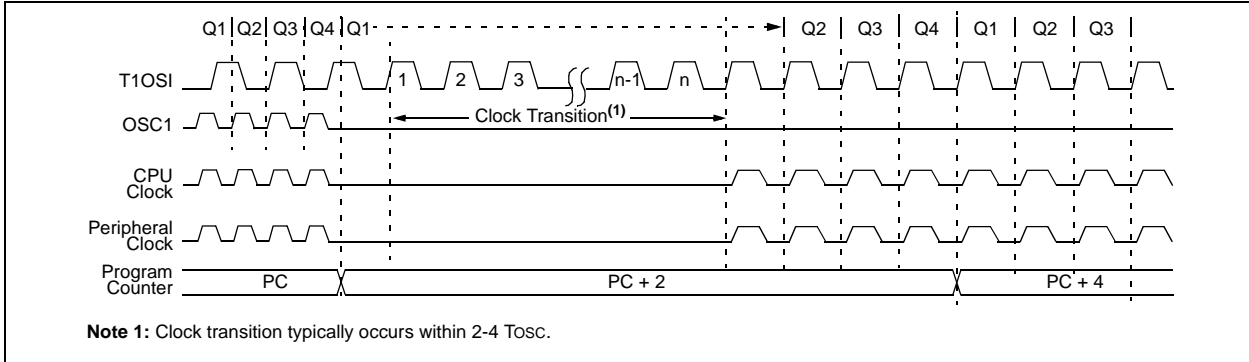 Q1 Q2 Q3 Q4 Q1 Q2 Q3 Q4 Q1 Q2 Q3
T1OSI 1 2 3 n-1 n
Clock Transition(1)
OSC1
CPU
Clock
Peripheral
Clock
Program
Counter
PC PC + 2 PC + 4
Note 1: Clock transition typically occurs within 2-4 TOSC.